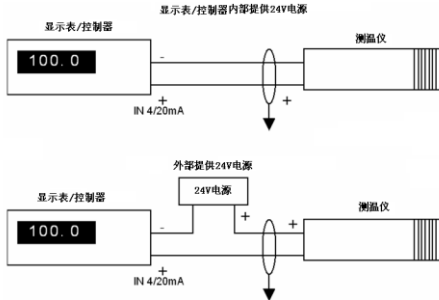 显示表/控制器内部提供24V电源
显示表/控制器
测温仪
100.0
-
+
+
IN 4/20mA
外部提供24V电源
显示表/控制器
24V电源
测温仪
+
+
100.0
-
+
IN 4/20mA